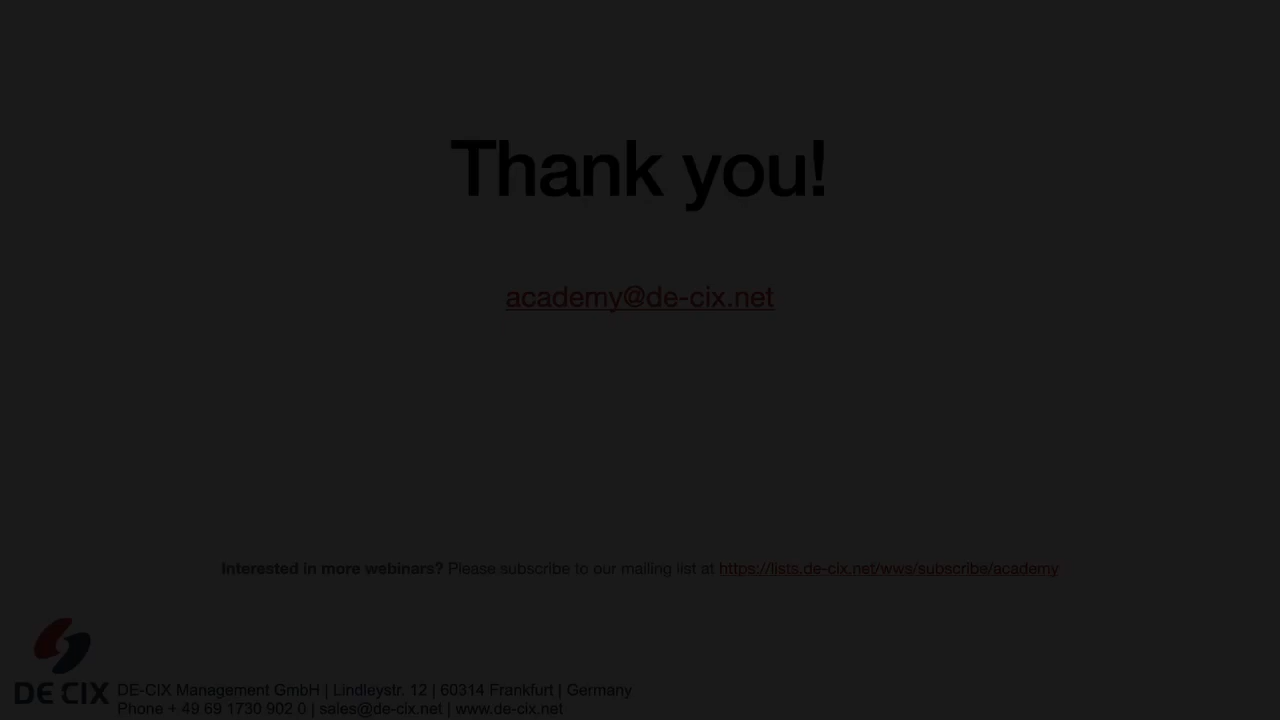 Thank you!
academy@de-cix.net
Interested in more webinars? Please subscribe to our mailing list at https://lists.de-cix.net/wws/subscribe/academy
DE CIX
DE-CIX Management GmbH | Lindleystr. 12 | 60314 Frankfurt | Germany
Phone + 49 69 1730 902 0 | sales@de-cix.net | www.de-cix.net